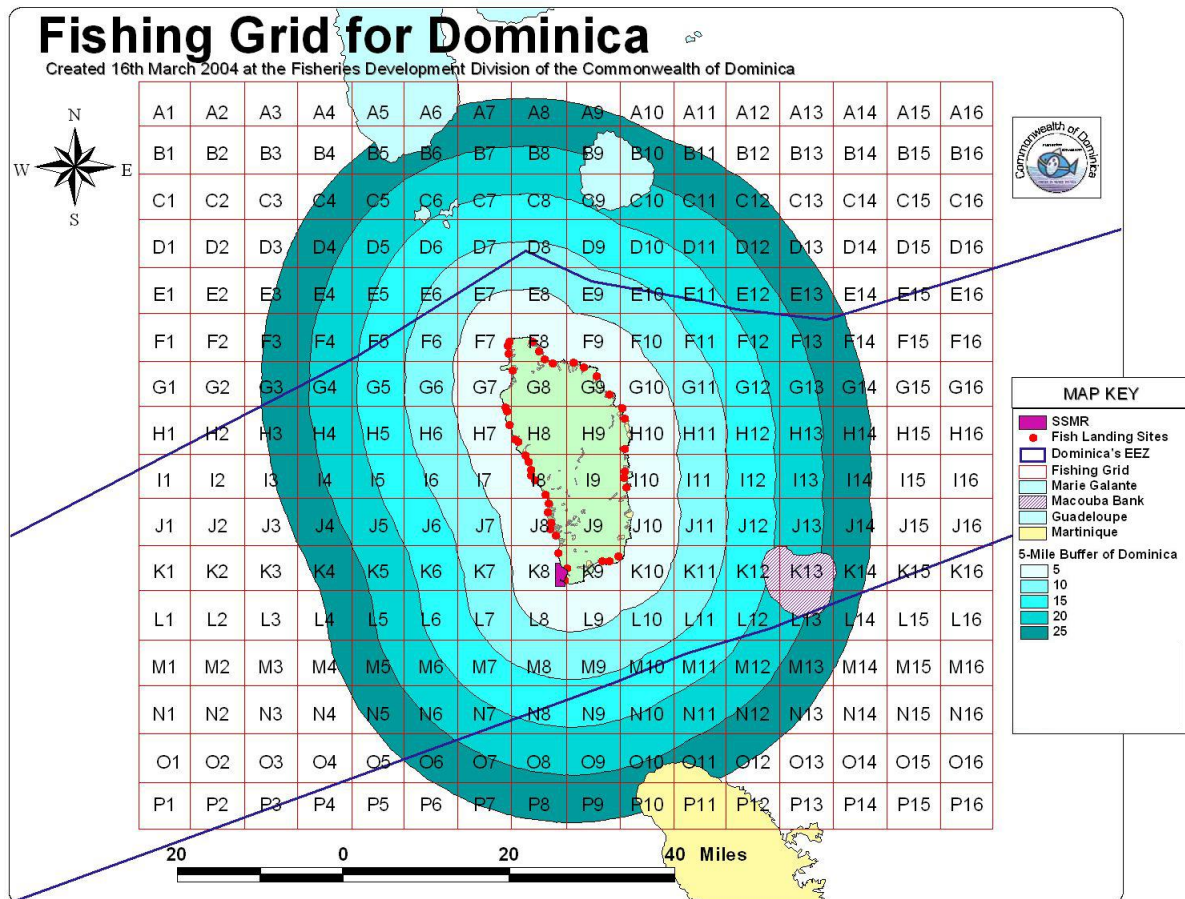 Fishing Grid for Dominica
Created 16th March 2004 at the Fisheries Development Division of the Commonwealth of Dominica
N
W E
S
Commonwealth of Dominica
A1 A2 A3 A4 A5 A6 A7 A8 A9 A10 A11 A12 A13 A14 A15 A16
B1 B2 B3 B4 B5 B6 B7 B8 B9 B10 B11 B12 B13 B14 B15 B16
C1 C2 C3 C4 C5 C6 C7 C8 C9 C10 C11 C12 C13 C14 C15 C16
D1 D2 D3 D4 D5 D6 D7 D8 D9 D10 D11 D12 D13 D14 D15 D16
E1 E2 E3 E4 E5 E6 E7 E8 E9 E10 E11 E12 E13 E14 E15 E16
F1 F2 F3 F4 F5 F6 F7 F8 F9 F10 F11 F12 F13 F14 F15 F16
G1 G2 G3 G4 G5 G6 G7 G8 G9 G10 G11 G12 G13 G14 G15 G16
H1 H2 H3 H4 H5 H6 H7 H8 H9 H10 H11 H12 H13 H14 H15 H16
I1 I2 I3 I4 I5 I6 I7 I8 I9 I10 I11 I12 I13 I14 I15 I16
J1 J2 J3 J4 J5 J6 J7 J8 J9 J10 J11 J12 J13 J14 J15 J16
K1 K2 K3 K4 K5 K6 K7 K8 K9 K10 K11 K12 K13 K14 K15 K16
L1 L2 L3 L4 L5 L6 L7 L8 L9 L10 L11 L12 L13 L14 L15 L16
M1 M2 M3 M4 M5 M6 M7 M8 M9 M10 M11 M12 M13 M14 M15 M16
N1 N2 N3 N4 N5 N6 N7 N8 N9 N10 N11 N12 N13 N14 N15 N16
O1 O2 O3 O4 O5 O6 O7 O8 O9 O10 O11 O12 O13 O14 O15 O16
P1 P2 P3 P4 P5 P6 P7 P8 P9 P10 P11 P12 P13 P14 P15 P16
20 0 20 40 Miles
MAP KEY
SSMR
Fish Landing Sites
Dominica's EEZ
Fishing Grid
Marie Galante
Macouba Bank
Guadeloupe
Martinique
5-Mile Buffer of Dominica
5
10
15
20
25